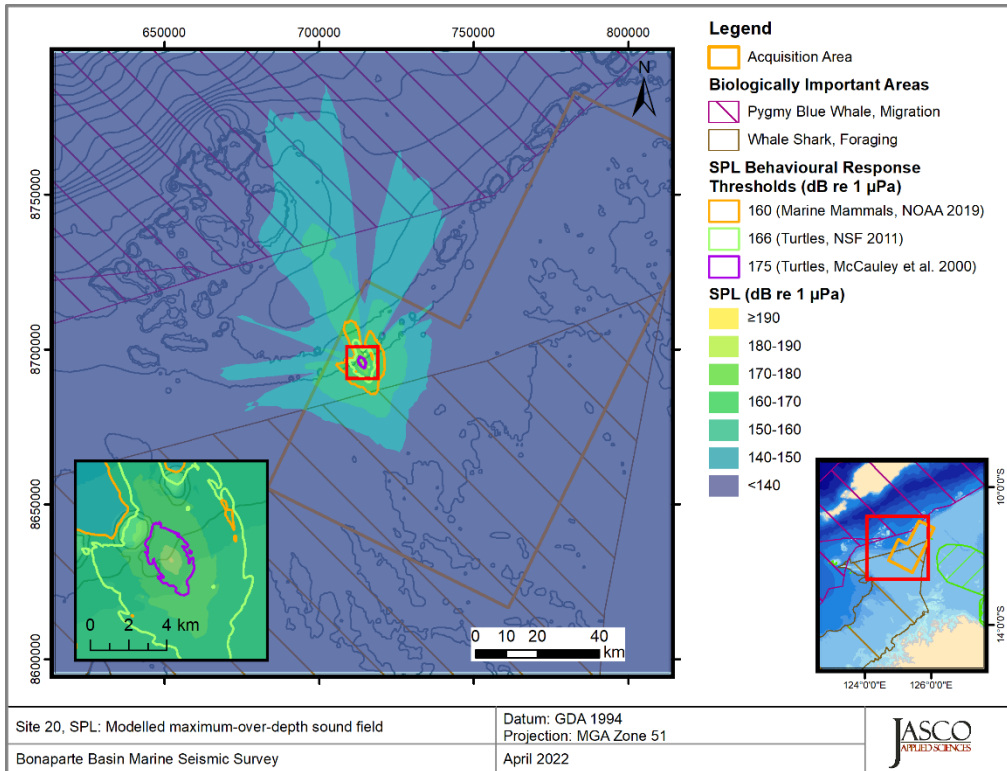 650000
700000
750000
800000
8750000
8700000
8650000
8600000
N
0
2
4 km
0
10
20
40
km
Legend
Acquisition Area
Biologically Important Areas
Pygmy Blue Whale, Migration
Whale Shark, Foraging
SPL Behavioural Response
Thresholds (dB re 1 µPa)
160 (Marine Mammals, NOAA 2019)
166 (Turtles, NSF 2011)
175 (Turtles, McCauley et al. 2000)
SPL (dB re 1 µPa)
≥190
180-190
170-180
160-170
150-160
140-150
<140
10°0'0"S
14°0'0"S
124°0'0"E
126°0'0"E
Site 20, SPL: Modelled maximum-over-depth sound field
Datum: GDA 1994
Projection: MGA Zone 51
Bonaparte Basin Marine Seismic Survey
April 2022
JASCO
APPLIED SCIENCES